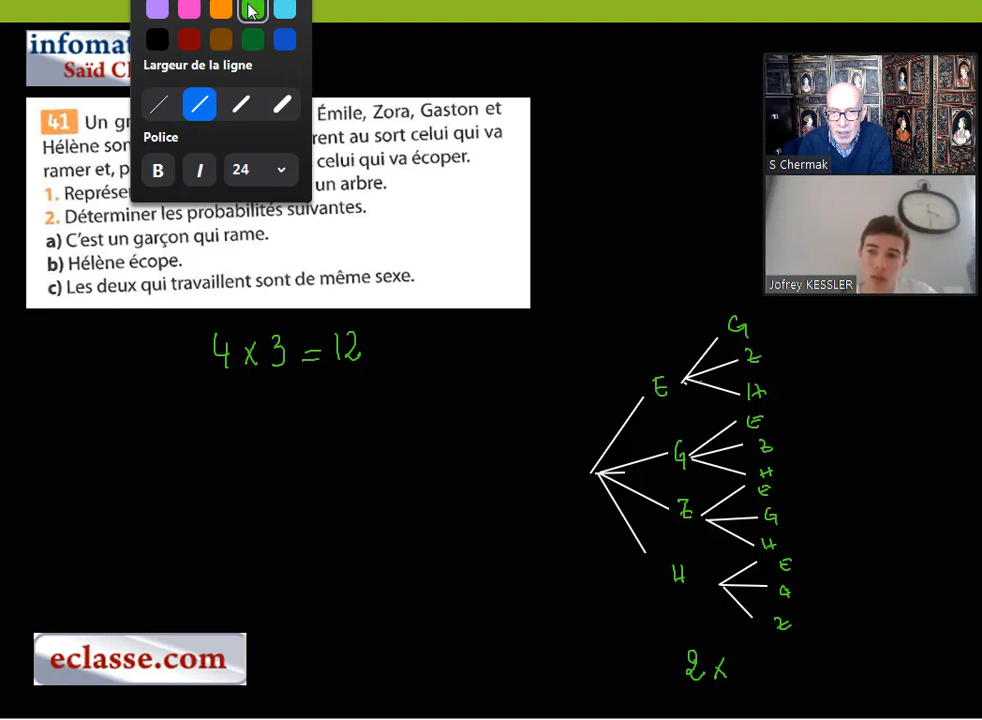 infomat
Saïd C
Largeur de la ligne
Police
B I 24
41 Un gr Émile, Zora, Gaston et
Hélène son rent au sort celui qui va
ramer et, p celui qui va écoper.
1. Représe un arbre.
2. Déterminer les probabilités suivantes.
a) C'est un garçon qui rame.
b) Hélène écope.
c) Les deux qui travaillent sont de même sexe.
S Chermak
Jofrey KESSLER
4 x 3 = 12
E
G
Z
H
G
E
Z
H
Z
E
G
H
H
E
G
Z
2 x
eclasse.com